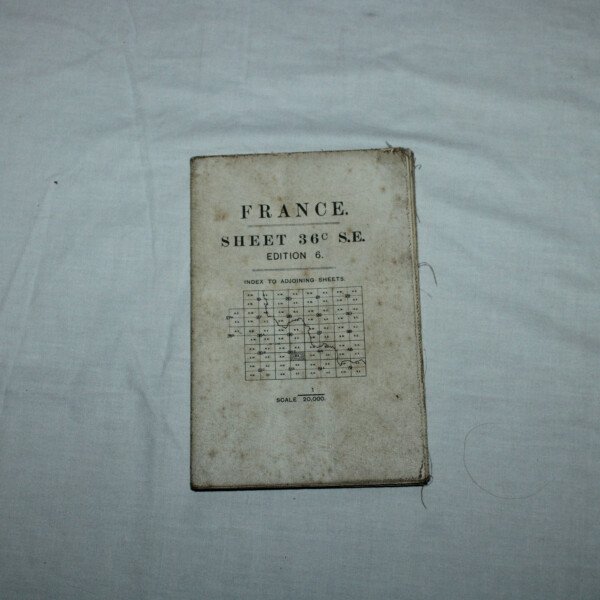 FRANCE.
SHEET 36ᶜ S.E.
EDITION 6.
INDEX TO ADJOINING SHEETS.
SCALE 1/20,000.